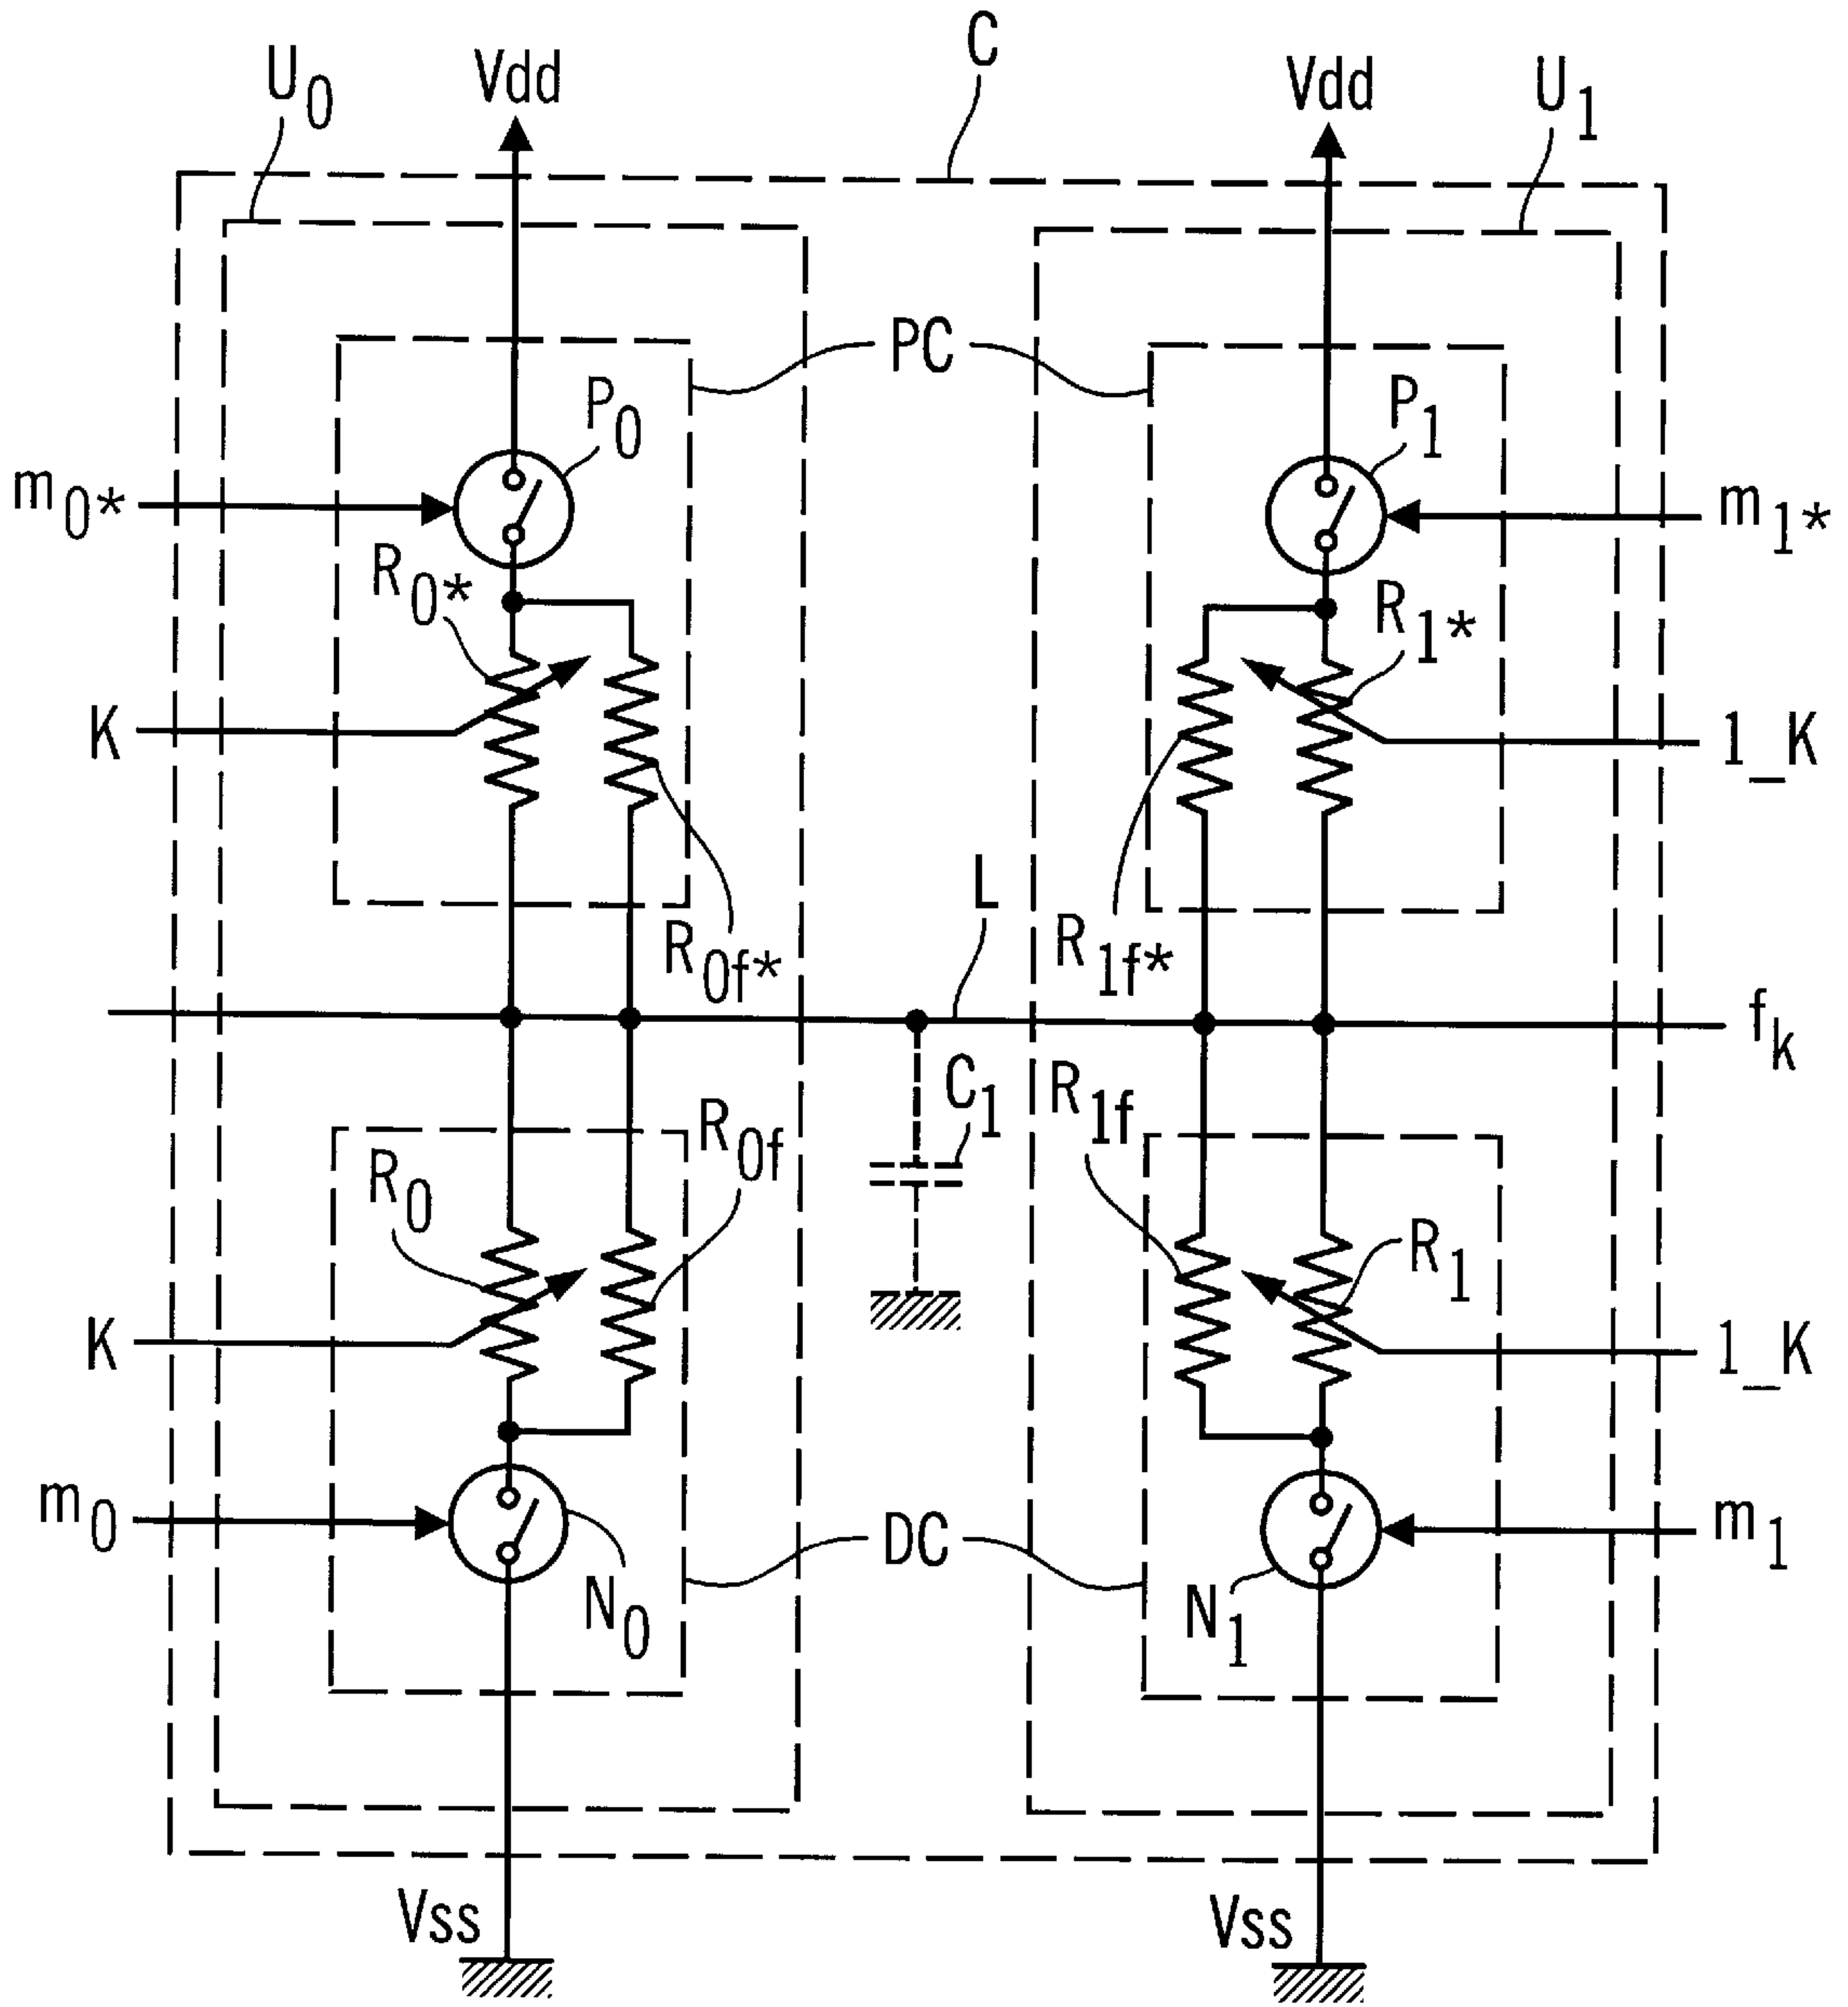 C
U0
Vdd
Vdd
U1
PC
P0
P1
m0*
m1*
R0*
R1*
K
1_K
L
R0f*
R1f*
fk
C1
R1f
R0f
R0
R1
K
1_K
m0
m1
DC
N0
N1
Vss
Vss